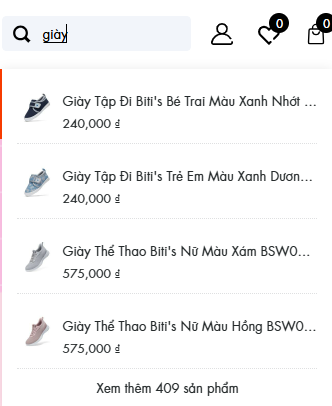 giày
0
0
Giày Tập Đi Biti's Bé Trai Màu Xanh Nhớt ...
240,000 ₫
Giày Tập Đi Biti's Trẻ Em Màu Xanh Dươn...
240,000 ₫
Giày Thể Thao Biti's Nữ Màu Xám BSW0...
575,000 ₫
Giày Thể Thao Biti's Nữ Màu Hồng BSW0...
575,000 ₫
Xem thêm 409 sản phẩm